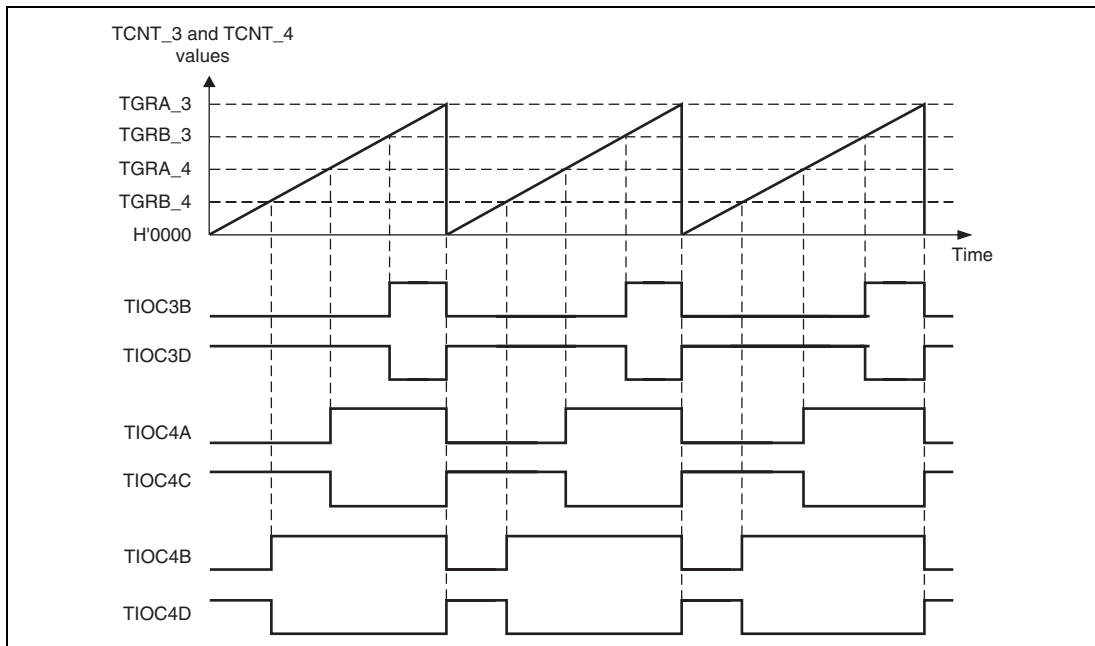 TCNT_3 and TCNT_4
values
TGRA_3
TGRB_3
TGRA_4
TGRB_4
H'0000
Time
TIOC3B
TIOC3D
TIOC4A
TIOC4C
TIOC4B
TIOC4D